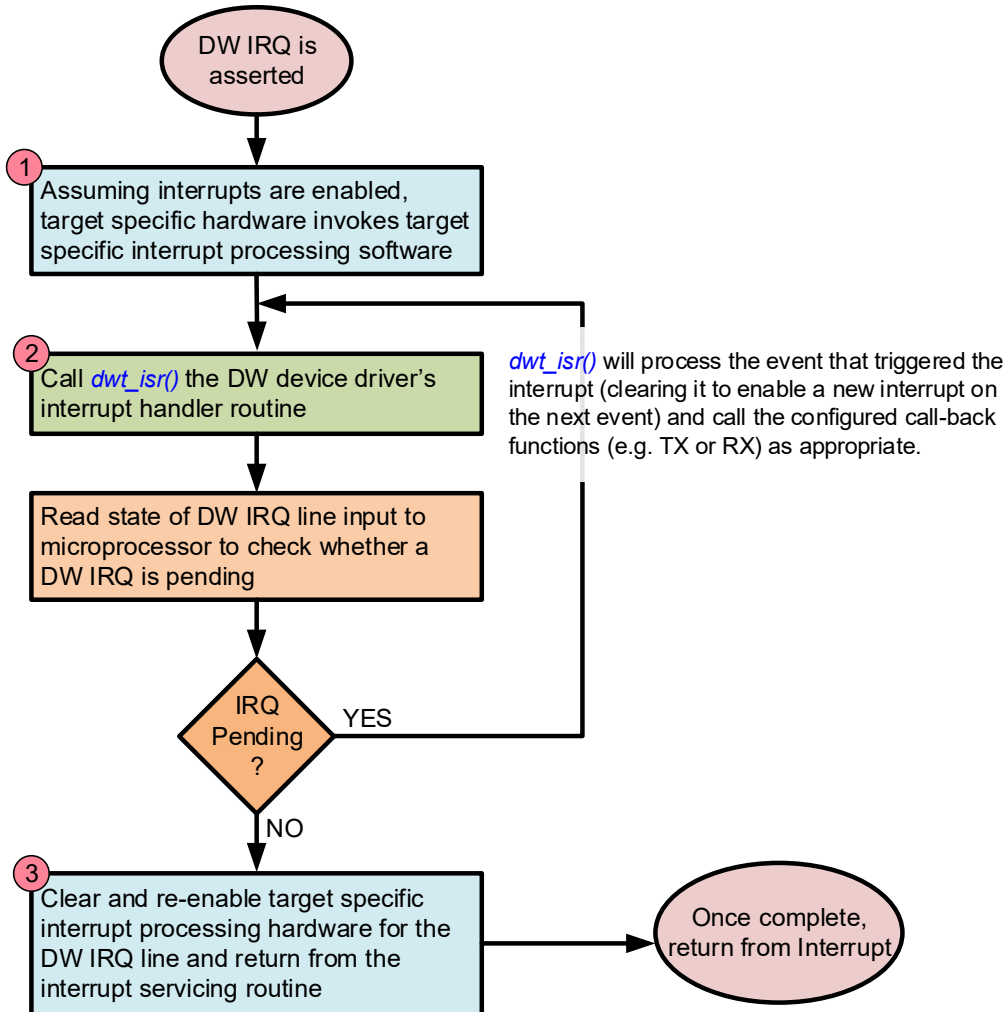 DW IRQ is
asserted
1
Assuming interrupts are enabled,
target specific hardware invokes target
specific interrupt processing software
2
Call dwt_isr() the DW device driver’s
interrupt handler routine
dwt_isr() will process the event that triggered the
interrupt (clearing it to enable a new interrupt on
the next event) and call the configured call-back
functions (e.g. TX or RX) as appropriate.
Read state of DW IRQ line input to
microprocessor to check whether a
DW IRQ is pending
IRQ
Pending
?
YES
NO
3
Clear and re-enable target specific
interrupt processing hardware for the
DW IRQ line and return from the
interrupt servicing routine
Once complete,
return from Interrupt